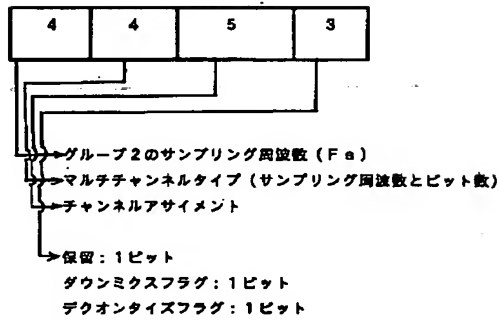 4 4 5 3
グループ2のサンプリング周波数(Fs)
マルチチャンネルタイプ(サンプリング周波数とビット数)
チャンネルアサイメント
保留:1ビット
ダウンミクスフラグ:1ビット
デクオンタイズフラグ:1ビット